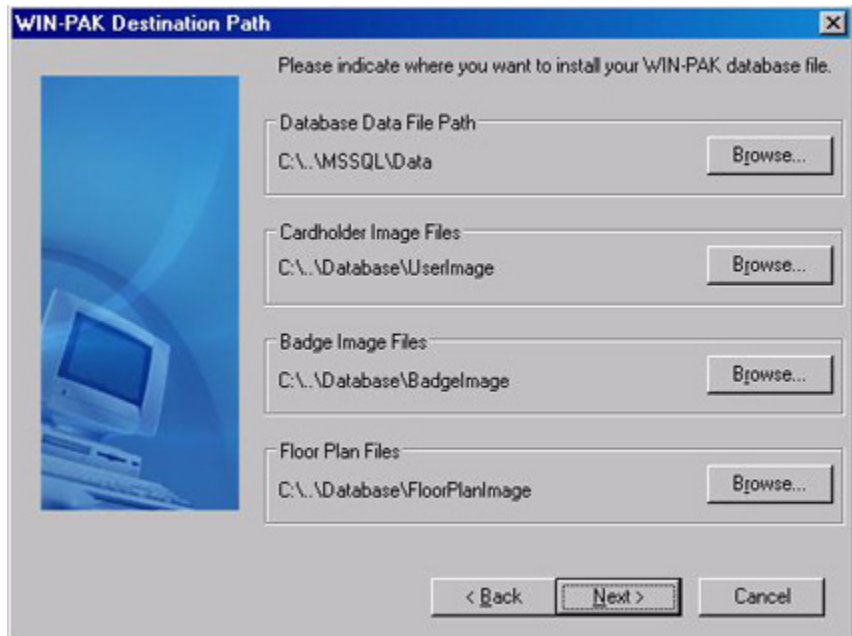 WIN-PAK Destination Path
Please indicate where you want to install your WIN-PAK database file.
Database Data File Path
C:\..\MSSQL\Data
Browse...
Cardholder Image Files
C:\..\Database\UserImage
Browse...
Badge Image Files
C:\..\Database\BadgeImage
Browse...
Floor Plan Files
C:\..\Database\FloorPlanImage
Browse...
< Back
Next >
Cancel